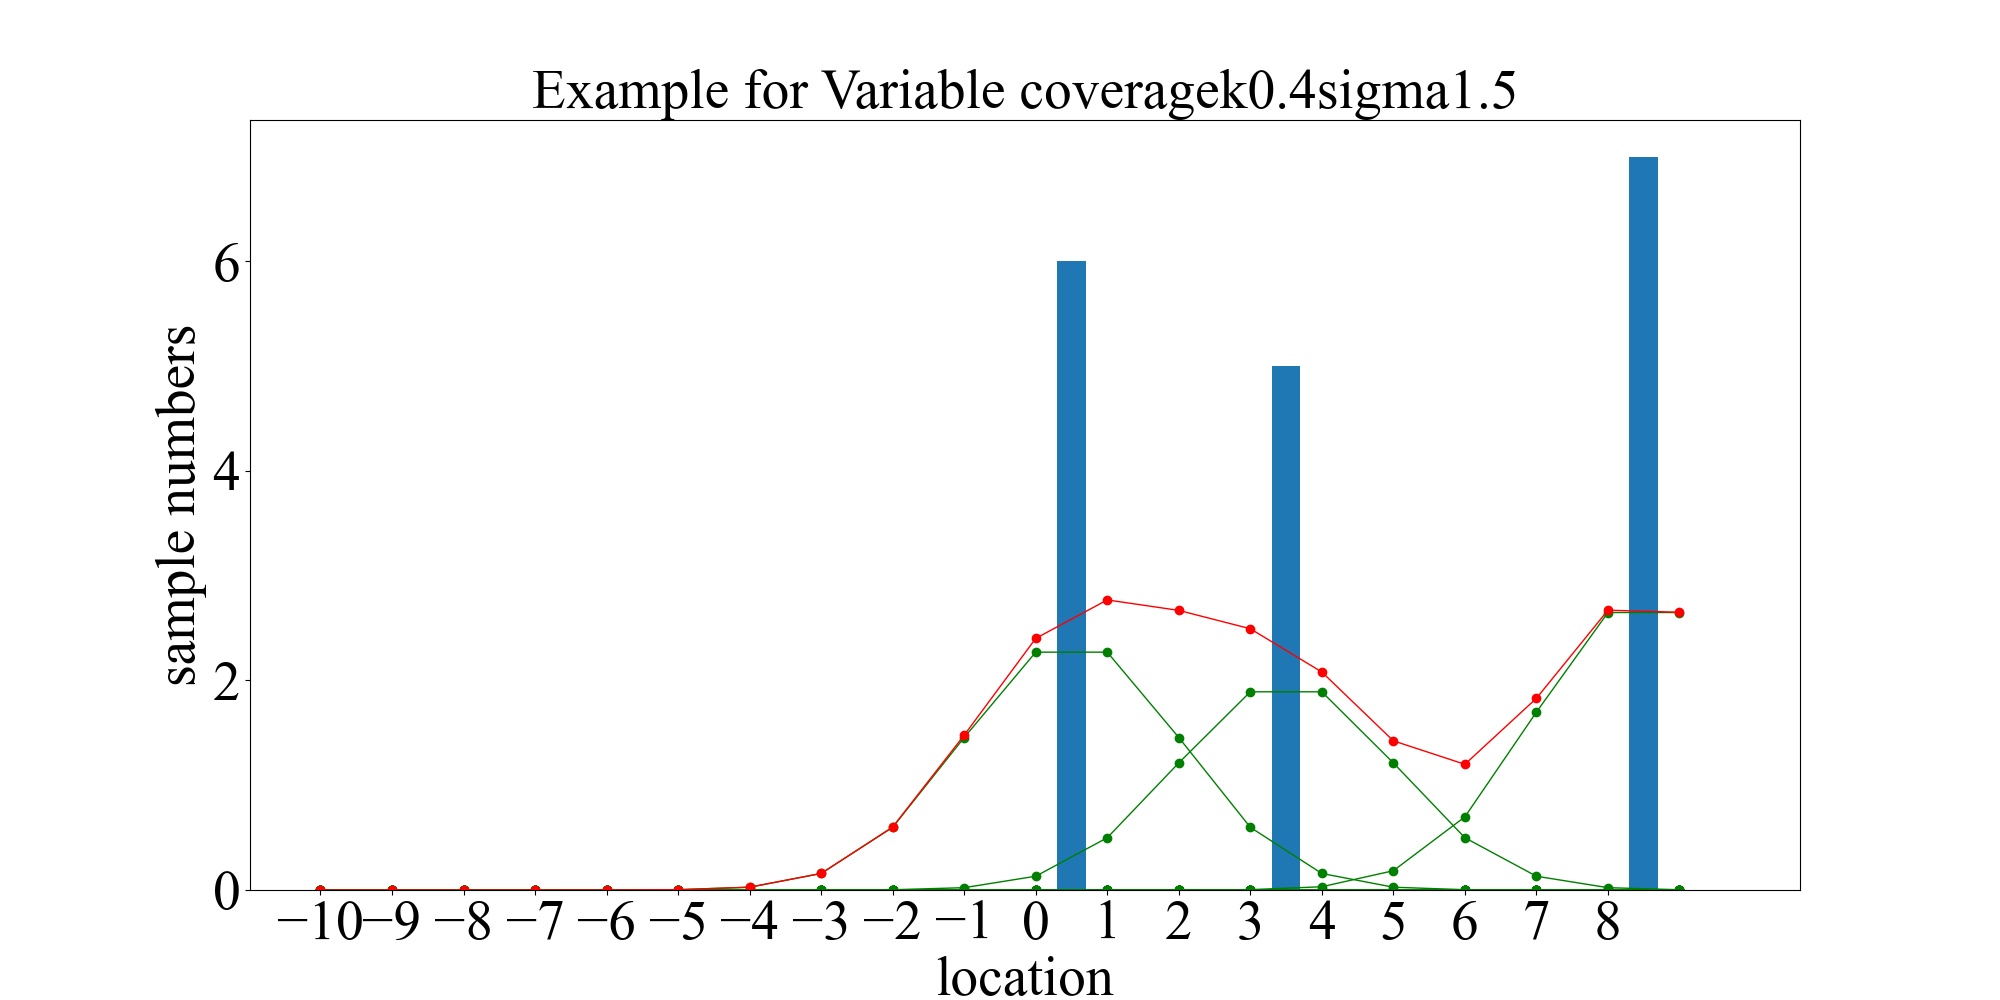 Example for Variable coveragek0.4sigma1.5
sample numbers
6
4
2
0
−10 −9 −8 −7 −6 −5 −4 −3 −2 −1 0 1 2 3 4 5 6 7 8
location